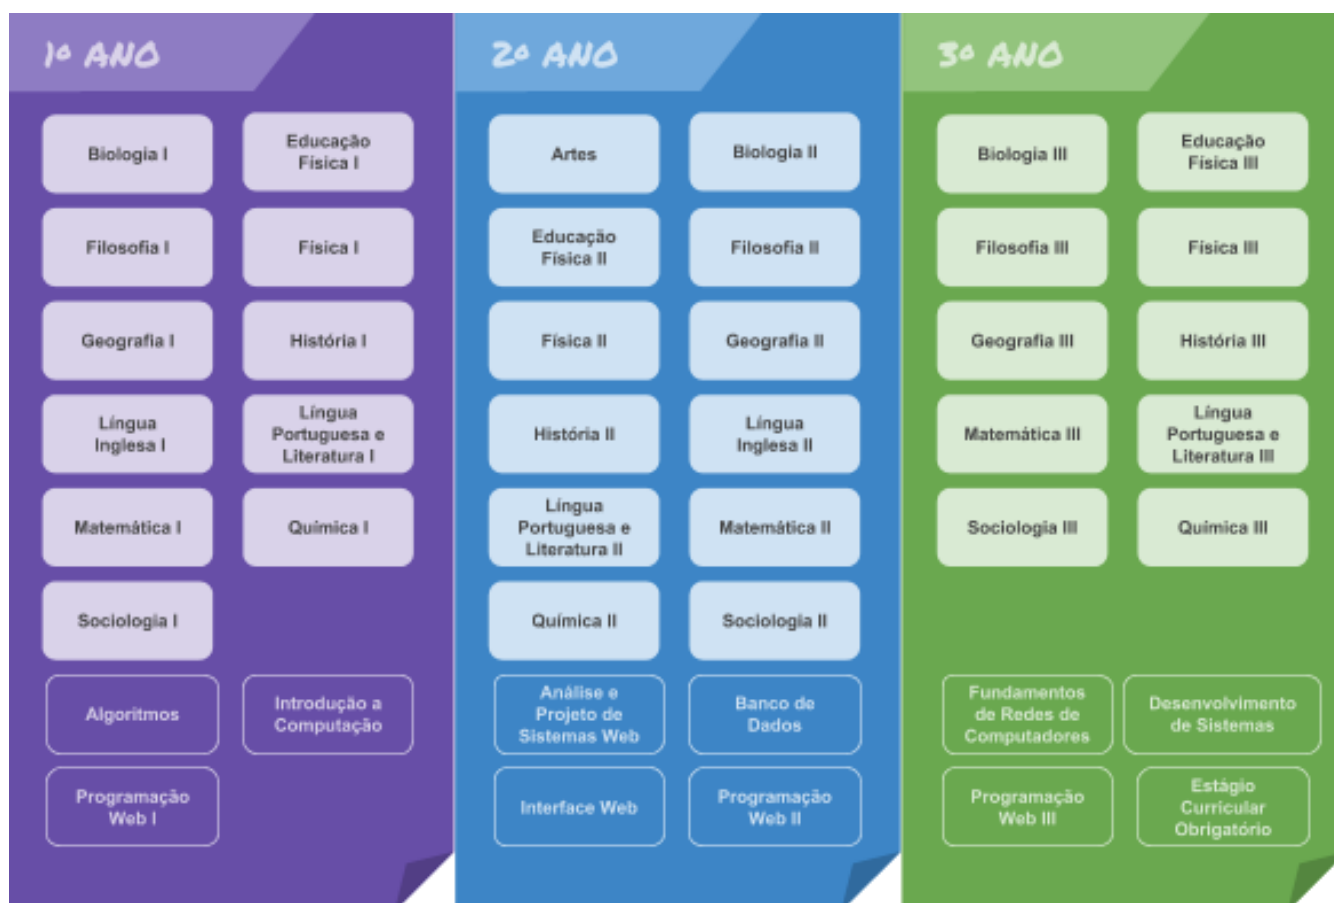 1º ANO
Biologia I
Educação
Física I
Filosofia I
Física I
Geografia I
História I
Língua
Inglesa I
Língua
Portuguesa e
Literatura I
Matemática I
Química I
Sociologia I
Algoritmos
Introdução a
Computação
Programação
Web I
2º ANO
Artes
Biologia II
Educação
Física II
Filosofia II
Física II
Geografia II
História II
Língua
Inglesa II
Língua
Portuguesa e
Literatura II
Matemática II
Química II
Sociologia II
Análise e
Projeto de
Sistemas Web
Banco de
Dados
Interface Web
Programação
Web II
3º ANO
Biologia III
Educação
Física III
Filosofia III
Física III
Geografia III
História III
Matemática III
Língua
Portuguesa e
Literatura III
Sociologia III
Química III
Fundamentos
de Redes de
Computadores
Desenvolvimento
de Sistemas
Programação
Web III
Estágio
Curricular
Obrigatório